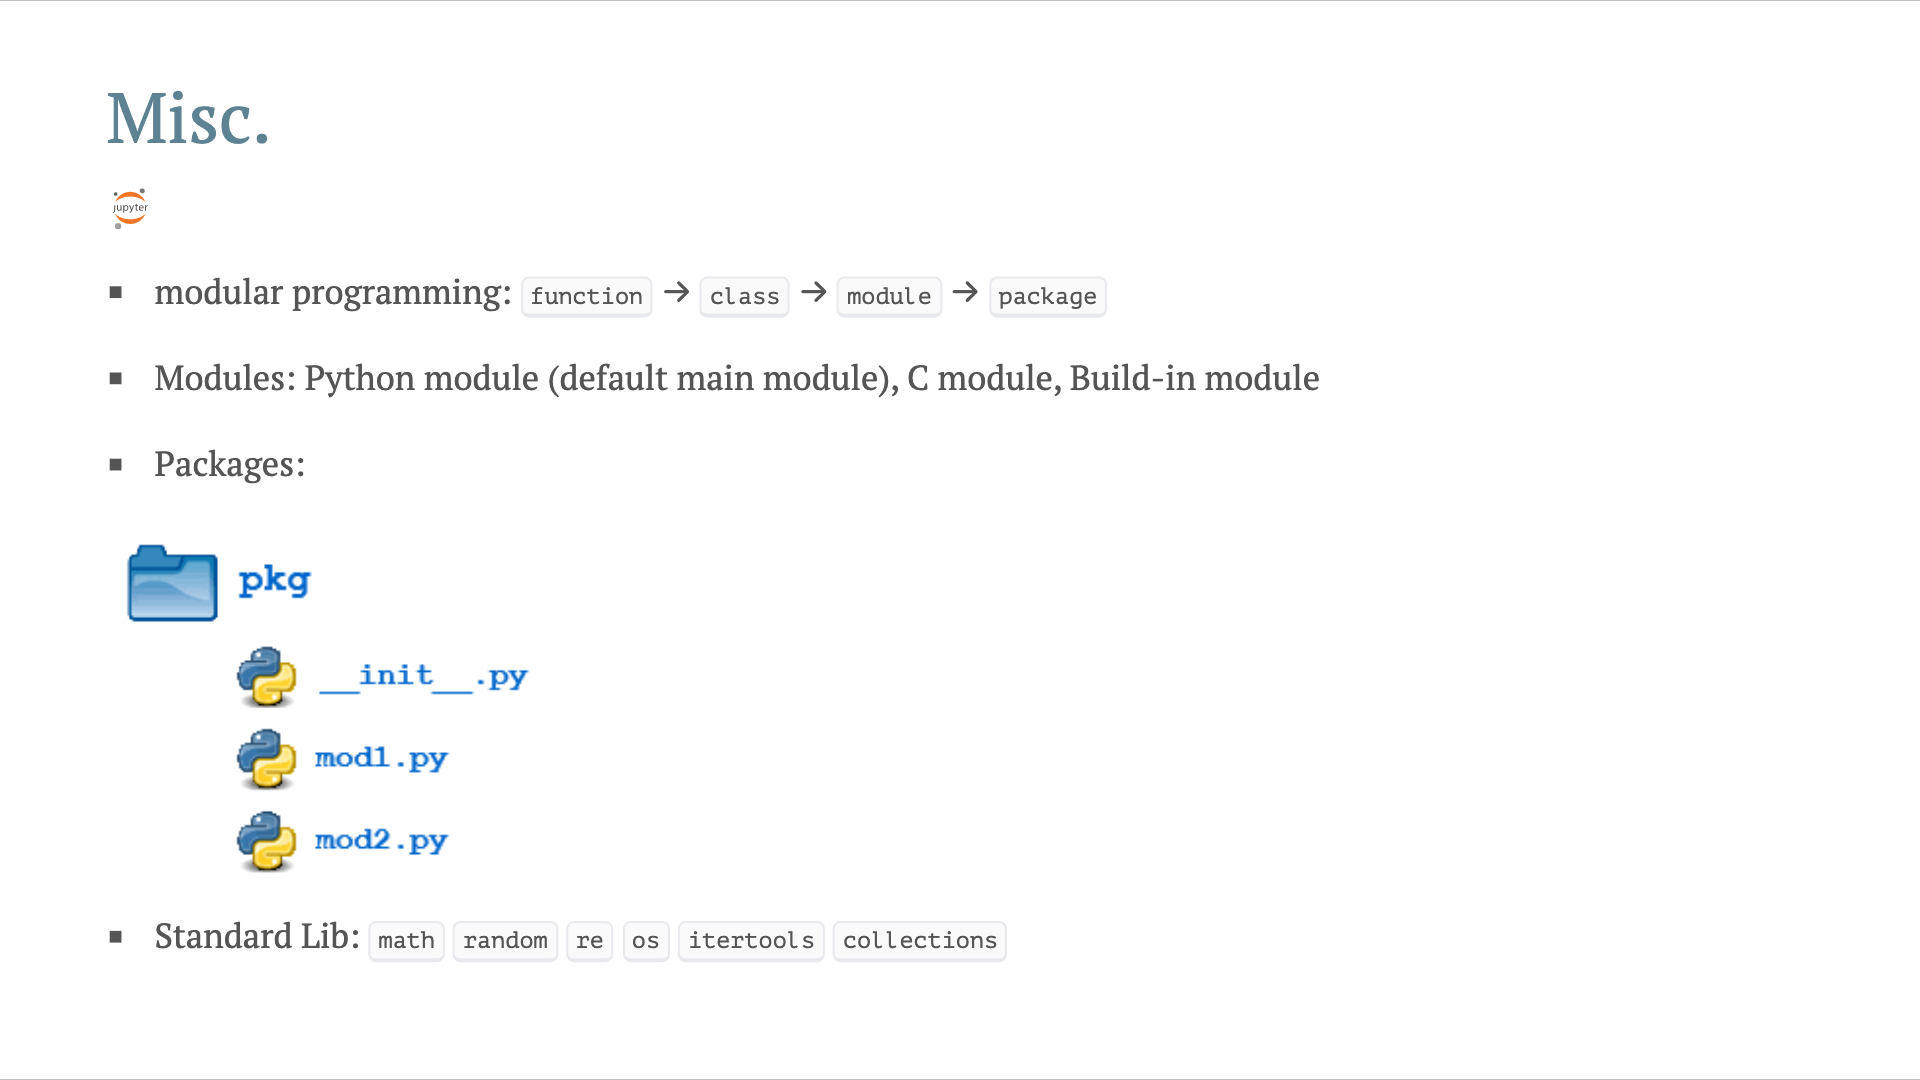 Misc.
jupyter
▪ modular programming: function → class → module → package
▪ Modules: Python module (default main module), C module, Build-in module
▪ Packages:
pkg
__init__.py
mod1.py
mod2.py
▪ Standard Lib: math random re os itertools collections